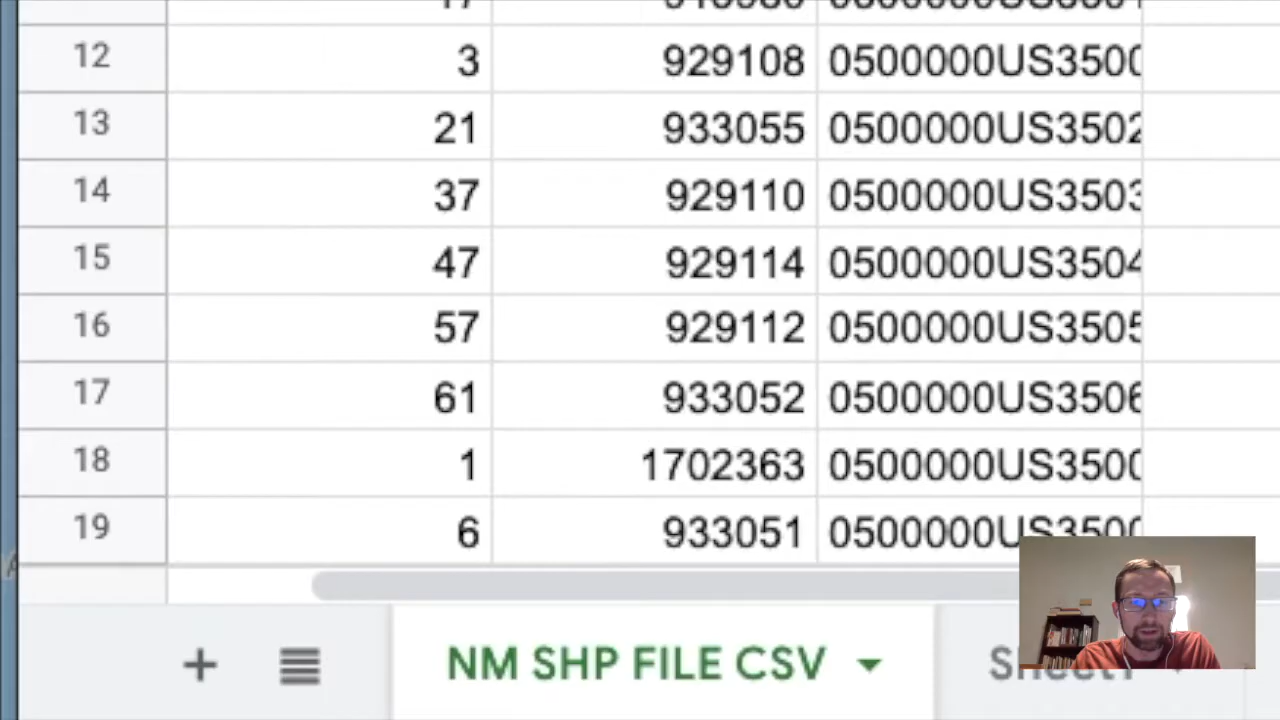 12 3 929108 0500000US3500
13 21 933055 0500000US3502
14 37 929110 0500000US3503
15 47 929114 0500000US3504
16 57 929112 0500000US3505
17 61 933052 0500000US3506
18 1 1702363 0500000US3500
19 6 933051 0500000US3500
+ NM SHP FILE CSV